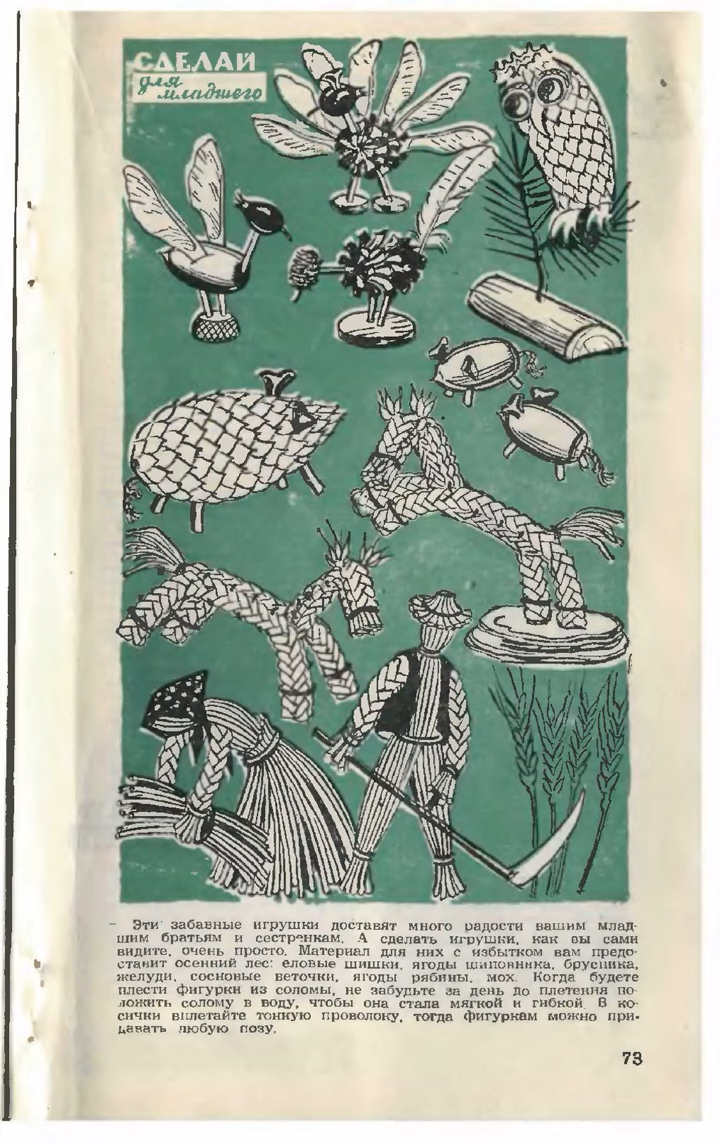 СДЕЛАЙ
для
младшего
Эти забавные игрушки доставят много радости вашим млад-
шим братьям и сестренкам. А сделать игрушки, как вы сами
видите, очень просто. Материал для них с избытком вам предо-
ставит осенний лес: еловые шишки, ягоды шиповника, брусника,
желуди, сосновые веточки, ягоды рябины, мох. Когда будете
плести фигурки из соломы, не забудьте за день до плетения по-
ложить солому в воду, чтобы она стала мягкой и гибкой. В ко-
сички вплетайте тонкую проволоку, тогда фигуркам можно при-
давать любую позу.
73